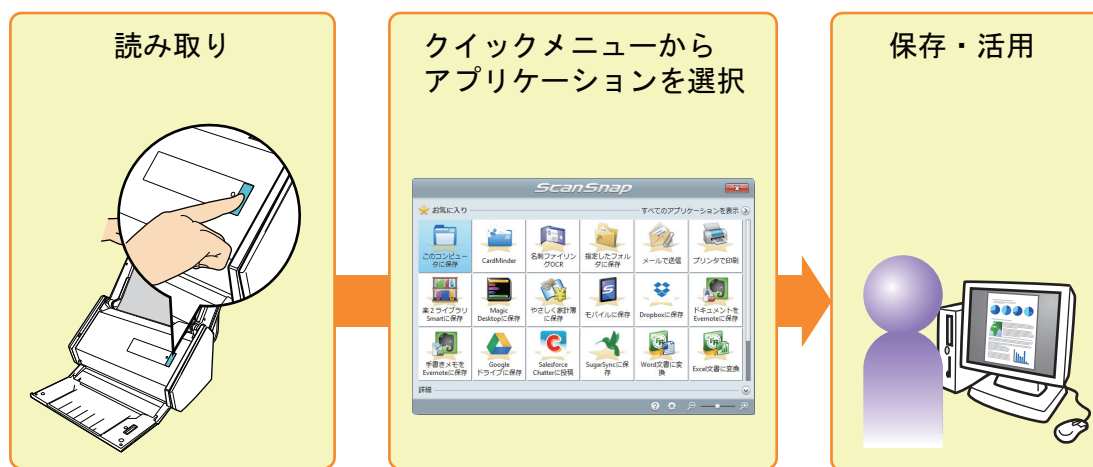 読み取り
クイックメニューから
アプリケーションを選択
ScanSnap
お気に入り
すべてのアプリケーションを表示
このコンピュー
タに保存
CardMinder
名刺ファイリン
グOCR
指定したフォル
ダに保存
メールで送信
プリンタで印刷
楽2ライブラリ
Smartに保存
Magic
Desktopに保存
やさしく家計簿
に保存
モバイルに保存
Dropboxに保存
ドキュメントを
Evernoteに保存
手書きメモを
Evernoteに保存
Google
ドライブに保存
Salesforce
Chatterに投稿
SugarSyncに保
存
Word文書に変
換
Excel文書に変換
詳細
保存・活用